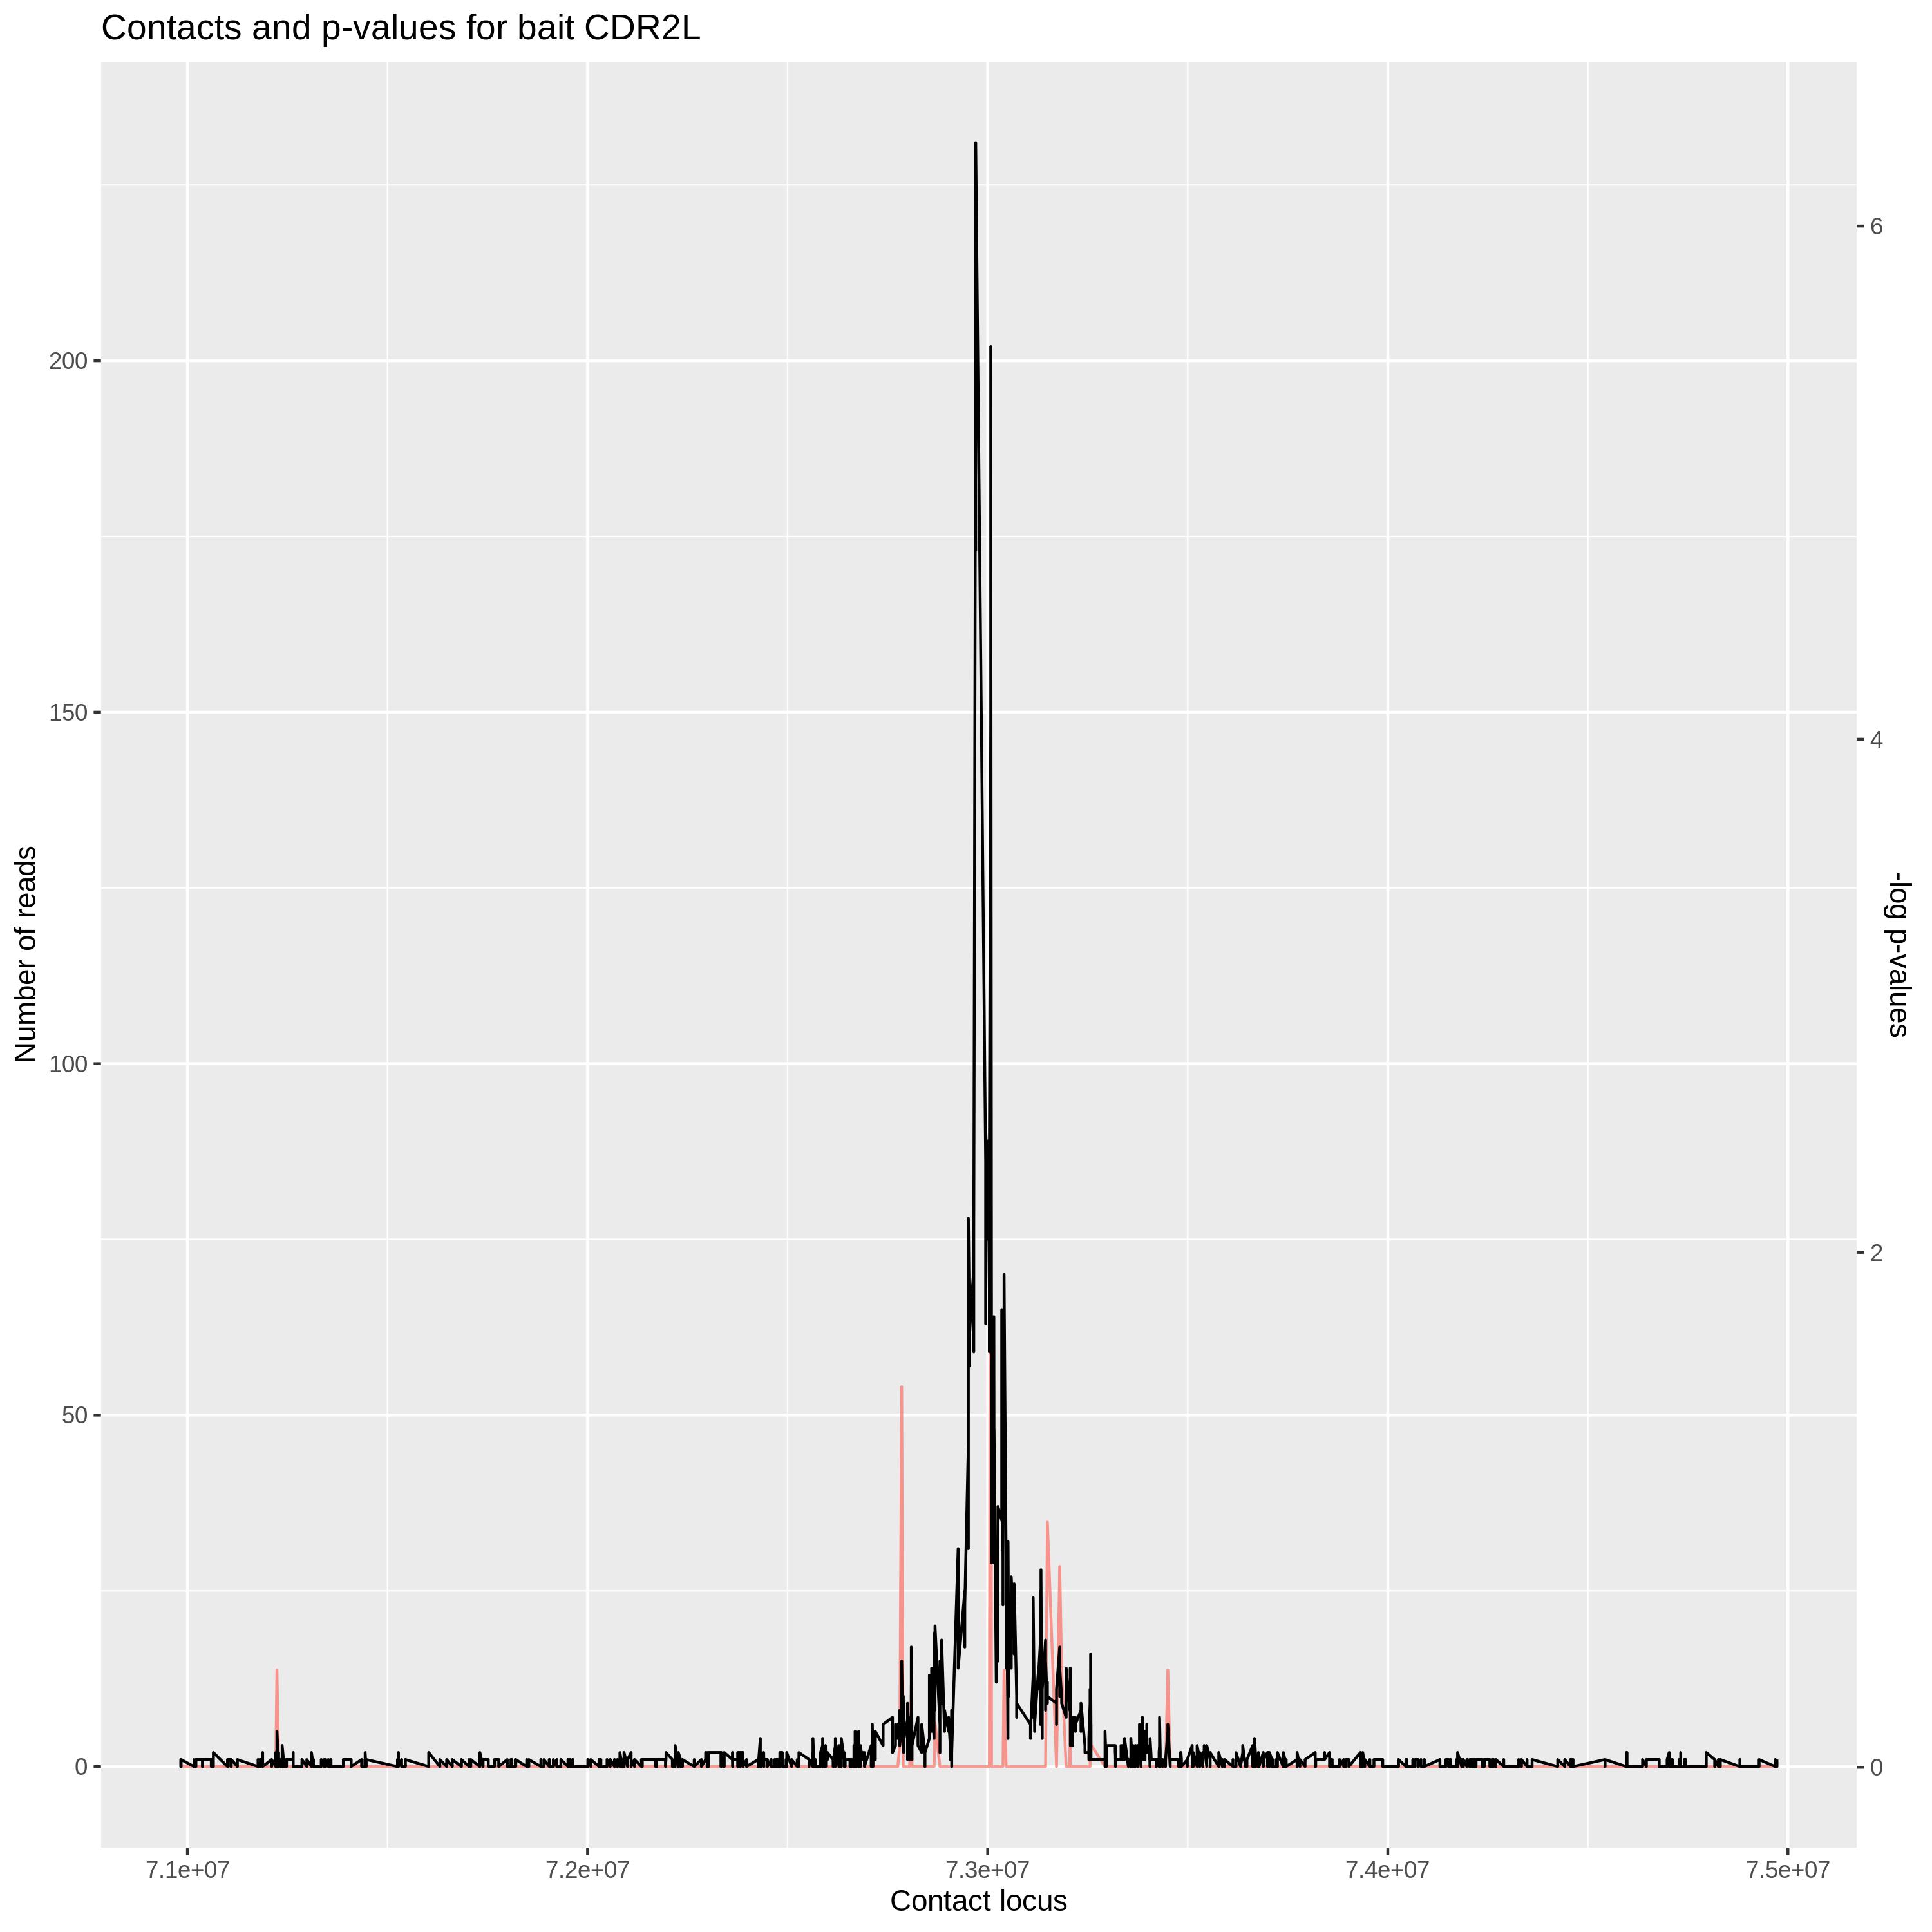 Contacts and p-values for bait CDR2L
Number of reads
200
150
100
50
0
6
4
2
0
-log p-values
7.1e+07 7.2e+07 7.3e+07 7.4e+07 7.5e+07
Contact locus